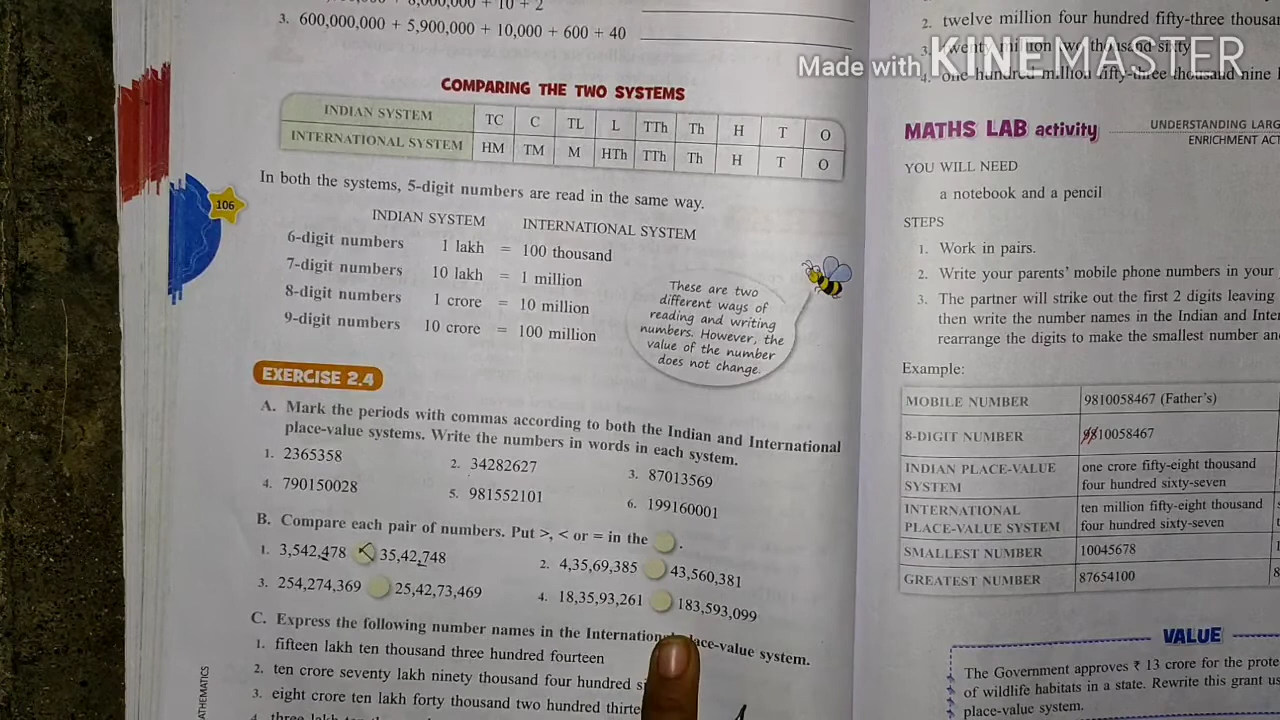 + 10 + 2
3. 600,000,000 + 5,900,000 + 10,000 + 600 + 40
COMPARING THE TWO SYSTEMS
INDIAN SYSTEM TC C TL L TTh Th H T O
INTERNATIONAL SYSTEM HM TM M HTh TTh Th H T O
In both the systems, 5-digit numbers are read in the same way.
106
INDIAN SYSTEM INTERNATIONAL SYSTEM
6-digit numbers 1 lakh = 100 thousand
7-digit numbers 10 lakh = 1 million
8-digit numbers 1 crore = 10 million
9-digit numbers 10 crore = 100 million
These are two
different ways of
reading and writing
numbers. However, the
value of the number
does not change.
EXERCISE 2.4
A. Mark the periods with commas according to both the Indian and International
place-value systems. Write the numbers in words in each system.
1. 2365358 2. 34282627 3. 87013569
4. 790150028 5. 981552101 6. 199160001
B. Compare each pair of numbers. Put >, < or = in the .
1. 3,542,478 < 35,42,748 2. 4,35,69,385 43,560,381
3. 254,274,369 25,42,73,469 4. 18,35,93,261 183,593,099
C. Express the following number names in the International place-value system.
1. fifteen lakh ten thousand three hundred fourteen
2. ten crore seventy lakh ninety thousand four hundred
3. eight crore ten lakh forty thousand two hundred
2. twelve million four hundred fifty-three
3. twenty million two thousand sixty
4. one hundred million fifty-three thousand nine
Made with KINEMASTER
MATHS LAB activity
UNDERSTANDING
ENRICHMENT
YOU WILL NEED
a notebook and a pencil
STEPS
1. Work in pairs.
2. Write your parents' mobile phone numbers in your
3. The partner will strike out the first 2 digits leaving
then write the number names in the Indian and
rearrange the digits to make the smallest number
Example:
MOBILE NUMBER 9810058467 (Father's)
8-DIGIT NUMBER 9810058467
INDIAN PLACE-VALUE SYSTEM one crore fifty-eight thousand four hundred sixty-seven
INTERNATIONAL PLACE-VALUE SYSTEM ten million fifty-eight thousand four hundred sixty-seven
SMALLEST NUMBER 10045678
GREATEST NUMBER 87654100
VALUE
The Government approves ₹ 13 crore for the
of wildlife habitats in a state. Rewrite this grant
place-value system.